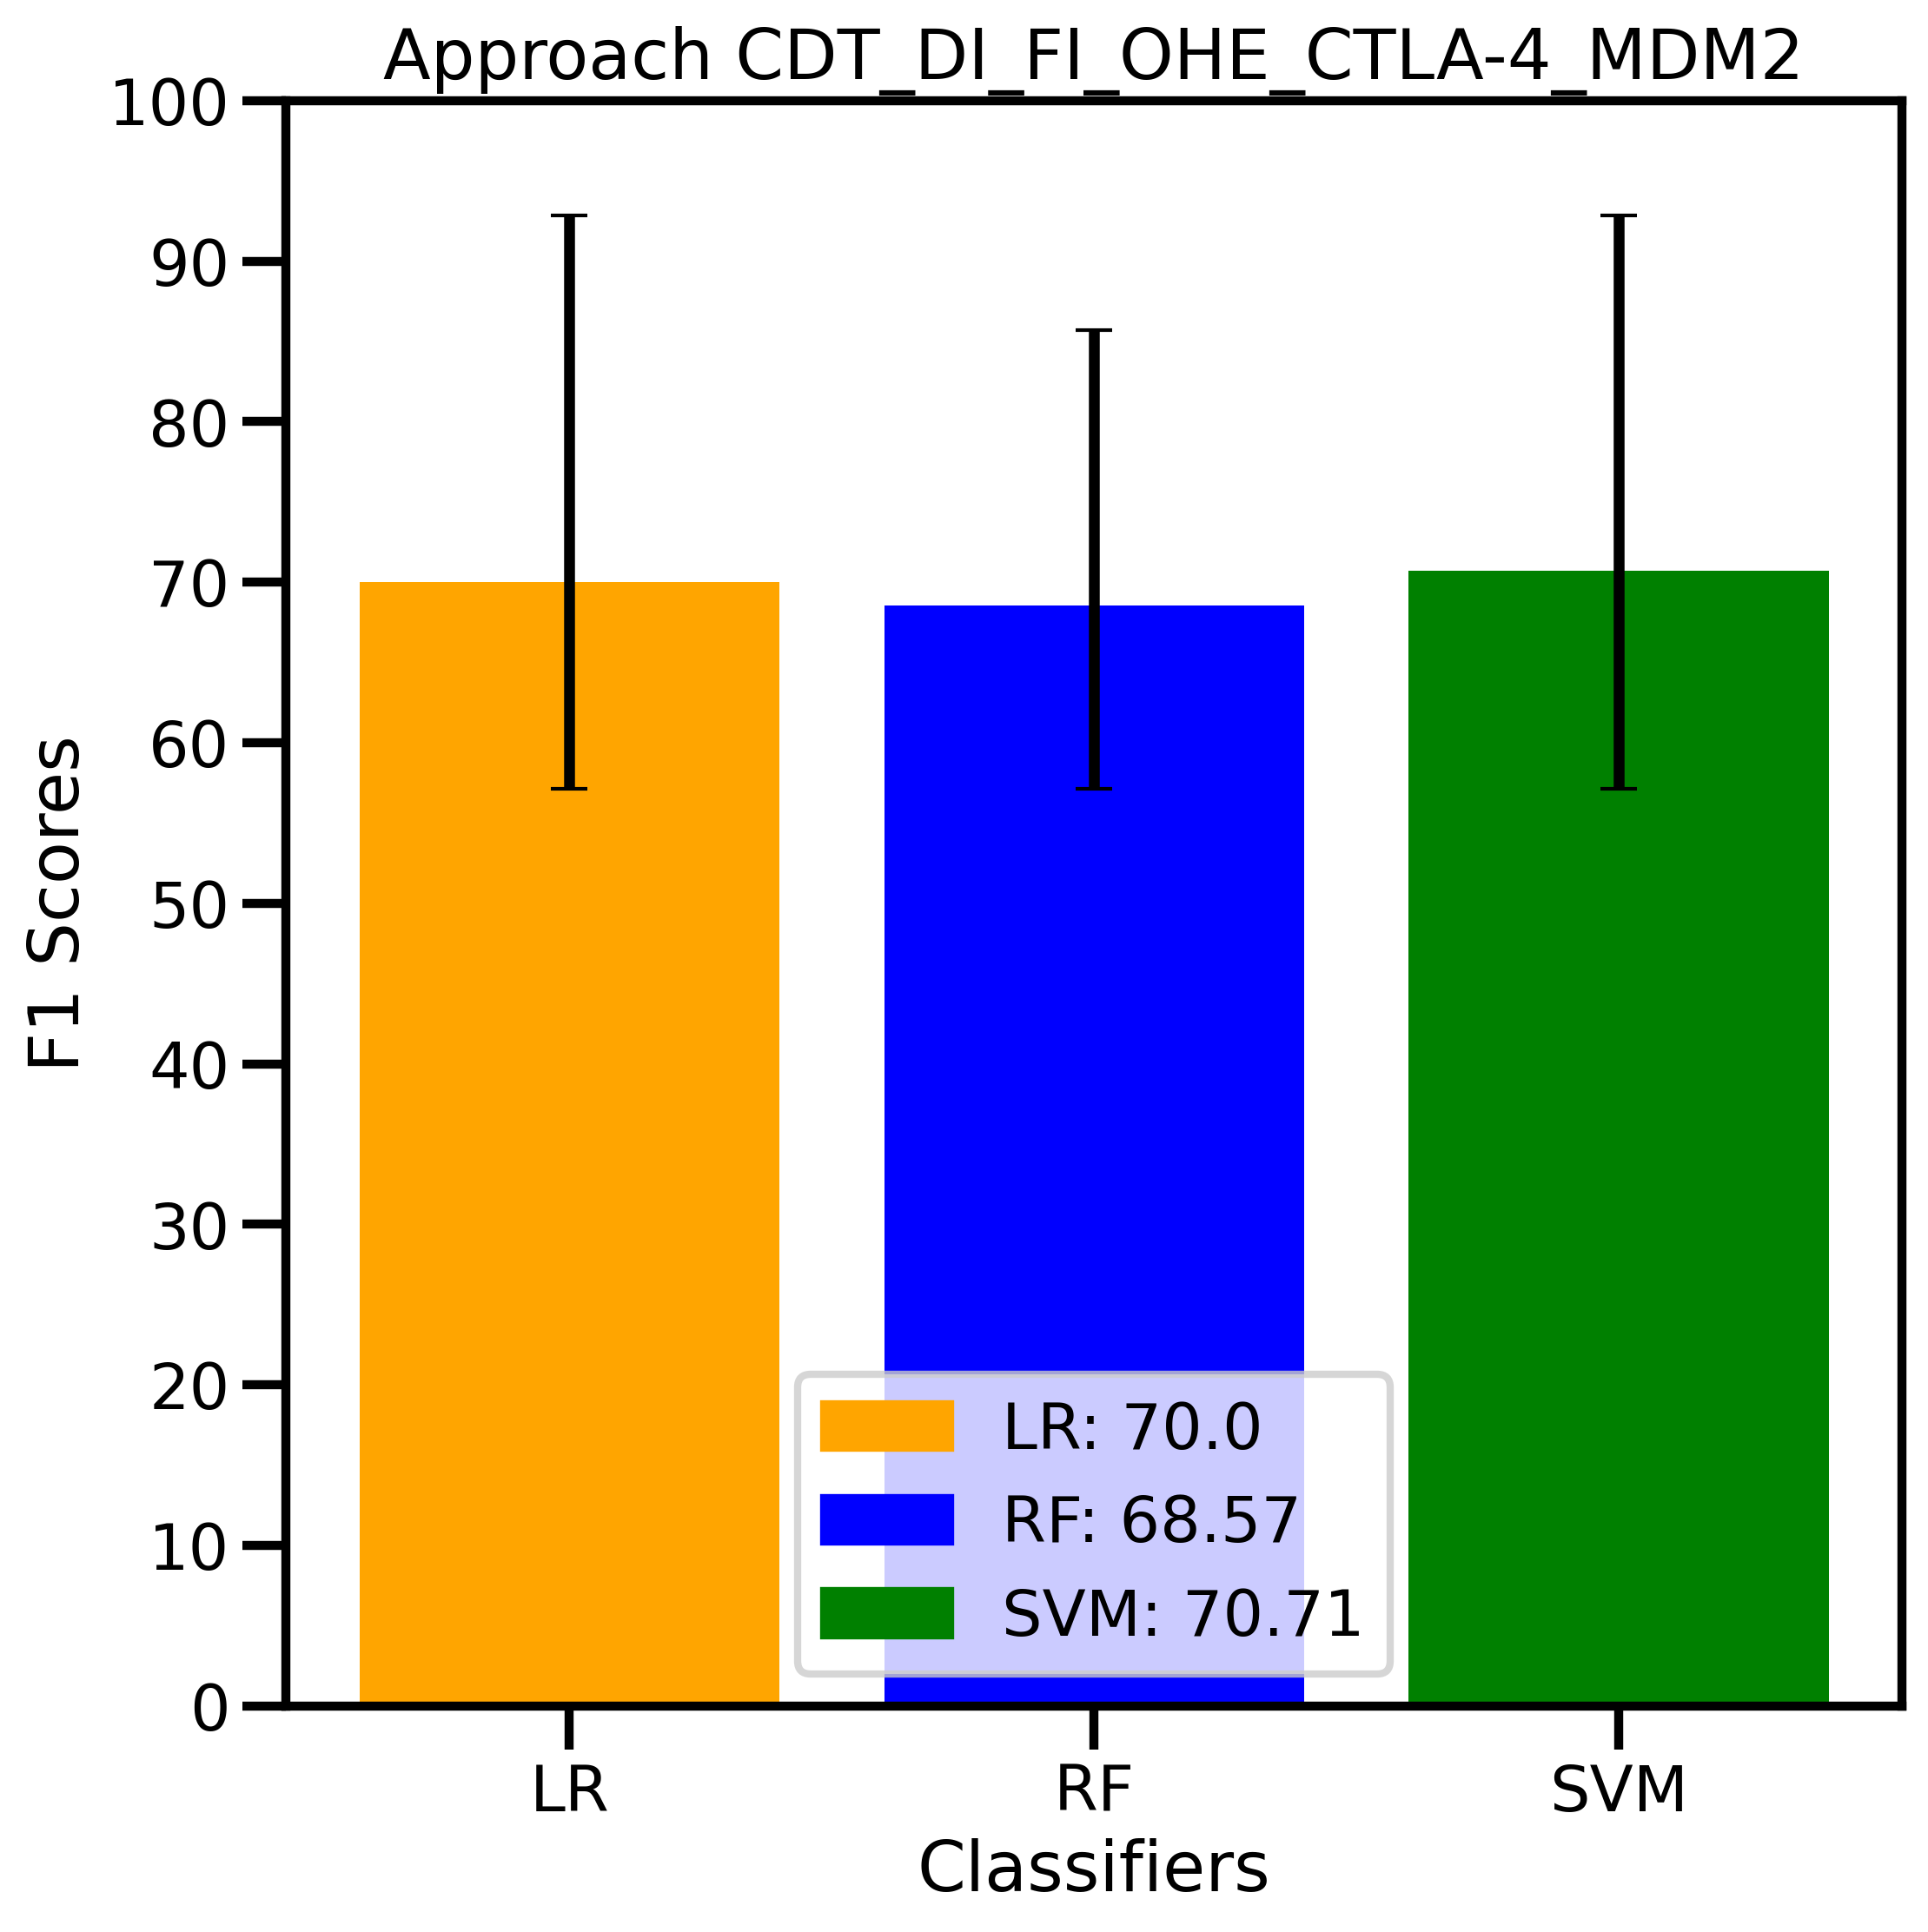 Approach CDT_DI_FI_OHE_CTLA-4_MDM2
100
90
80
70
60
50
40
30
20
10
0
F1 Scores
LR: 70.0
RF: 68.57
SVM: 70.71
LR RF SVM
Classifiers